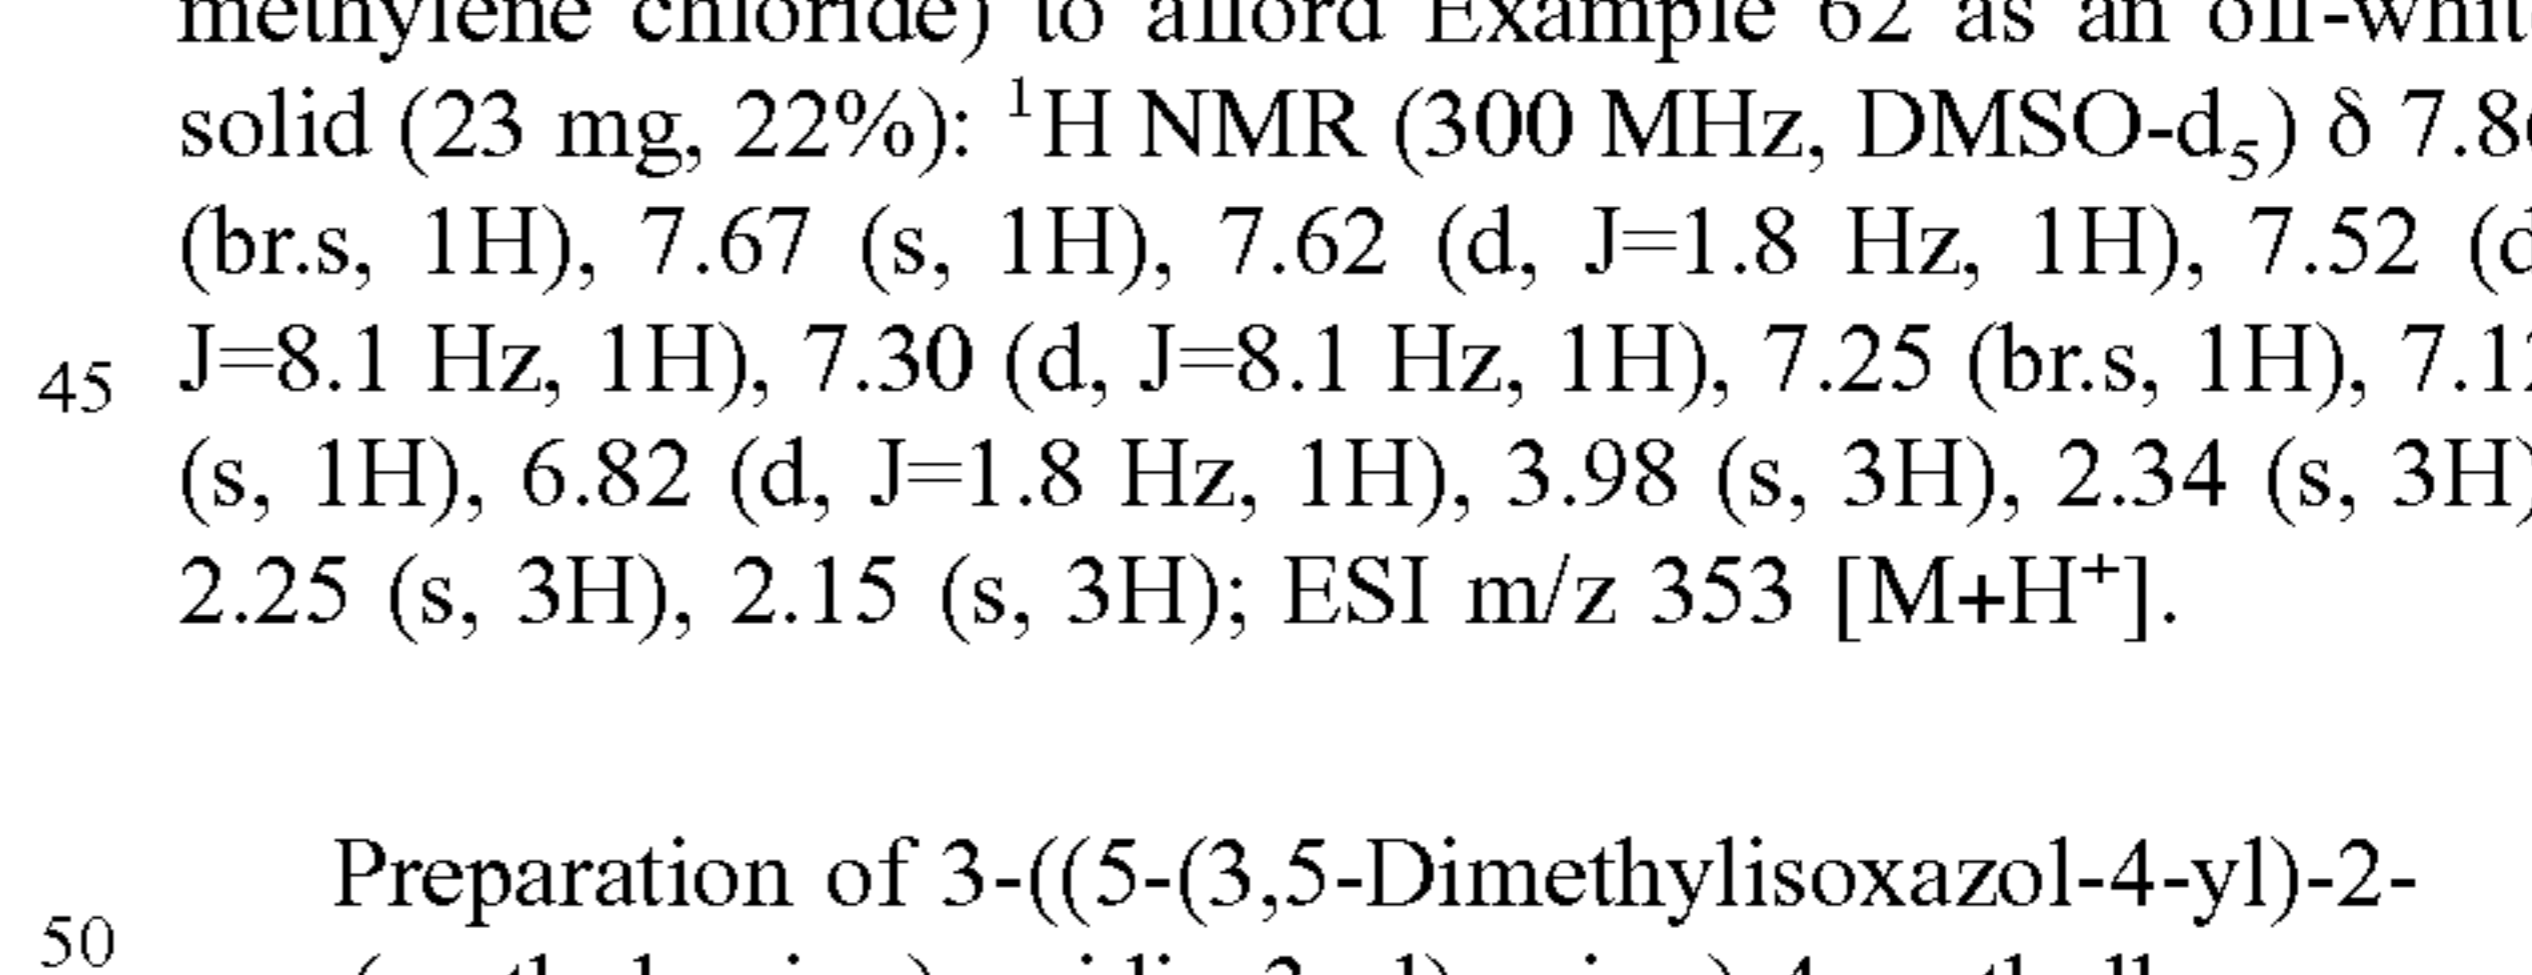 methylene chloride) to afford Example 62 as an off-white
solid (23 mg, 22%): ¹H NMR (300 MHz, DMSO-d₅) δ
(br.s, 1H), 7.67 (s, 1H), 7.62 (d, J=1.8 Hz, 1H), 7.52 (d
45 J=8.1 Hz, 1H), 7.30 (d, J=8.1 Hz, 1H), 7.25 (br.s, 1H), 7.12
(s, 1H), 6.82 (d, J=1.8 Hz, 1H), 3.98 (s, 3H), 2.34 (s, 3H)
2.25 (s, 3H), 2.15 (s, 3H); ESI m/z 353 [M+H⁺].
Preparation of 3-((5-(3,5-Dimethylisoxazol-4-yl)-2-
50